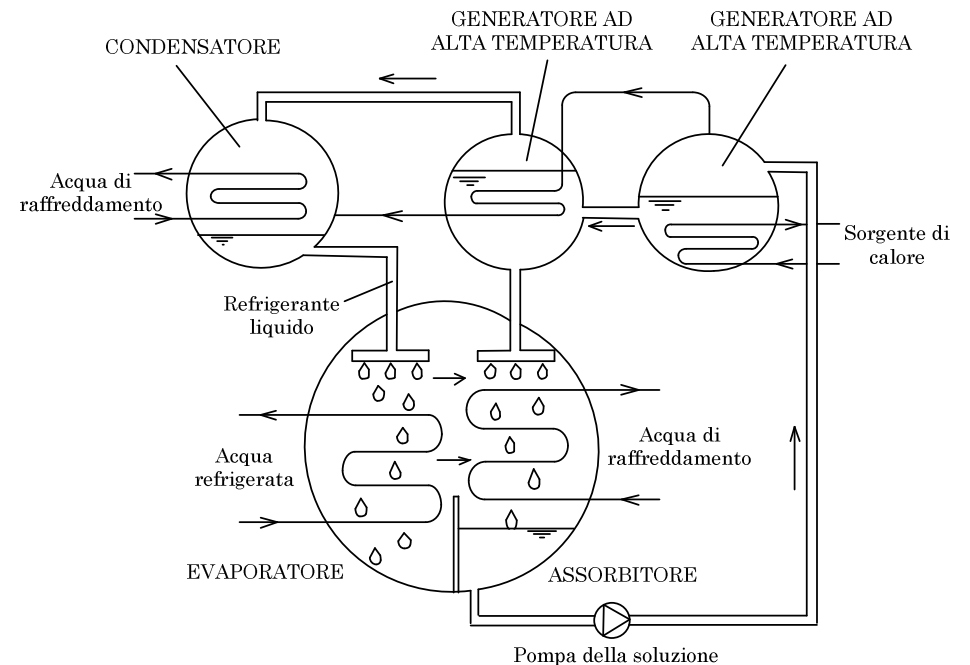 GENERATORE AD
ALTA TEMPERATURA
GENERATORE AD
ALTA TEMPERATURA
CONDENSATORE
Acqua di
raffreddamento
Sorgente di
calore
Refrigerante
liquido
Acqua
refrigerata
Acqua di
raffreddamento
EVAPORATORE
ASSORBITORE
Pompa della soluzione